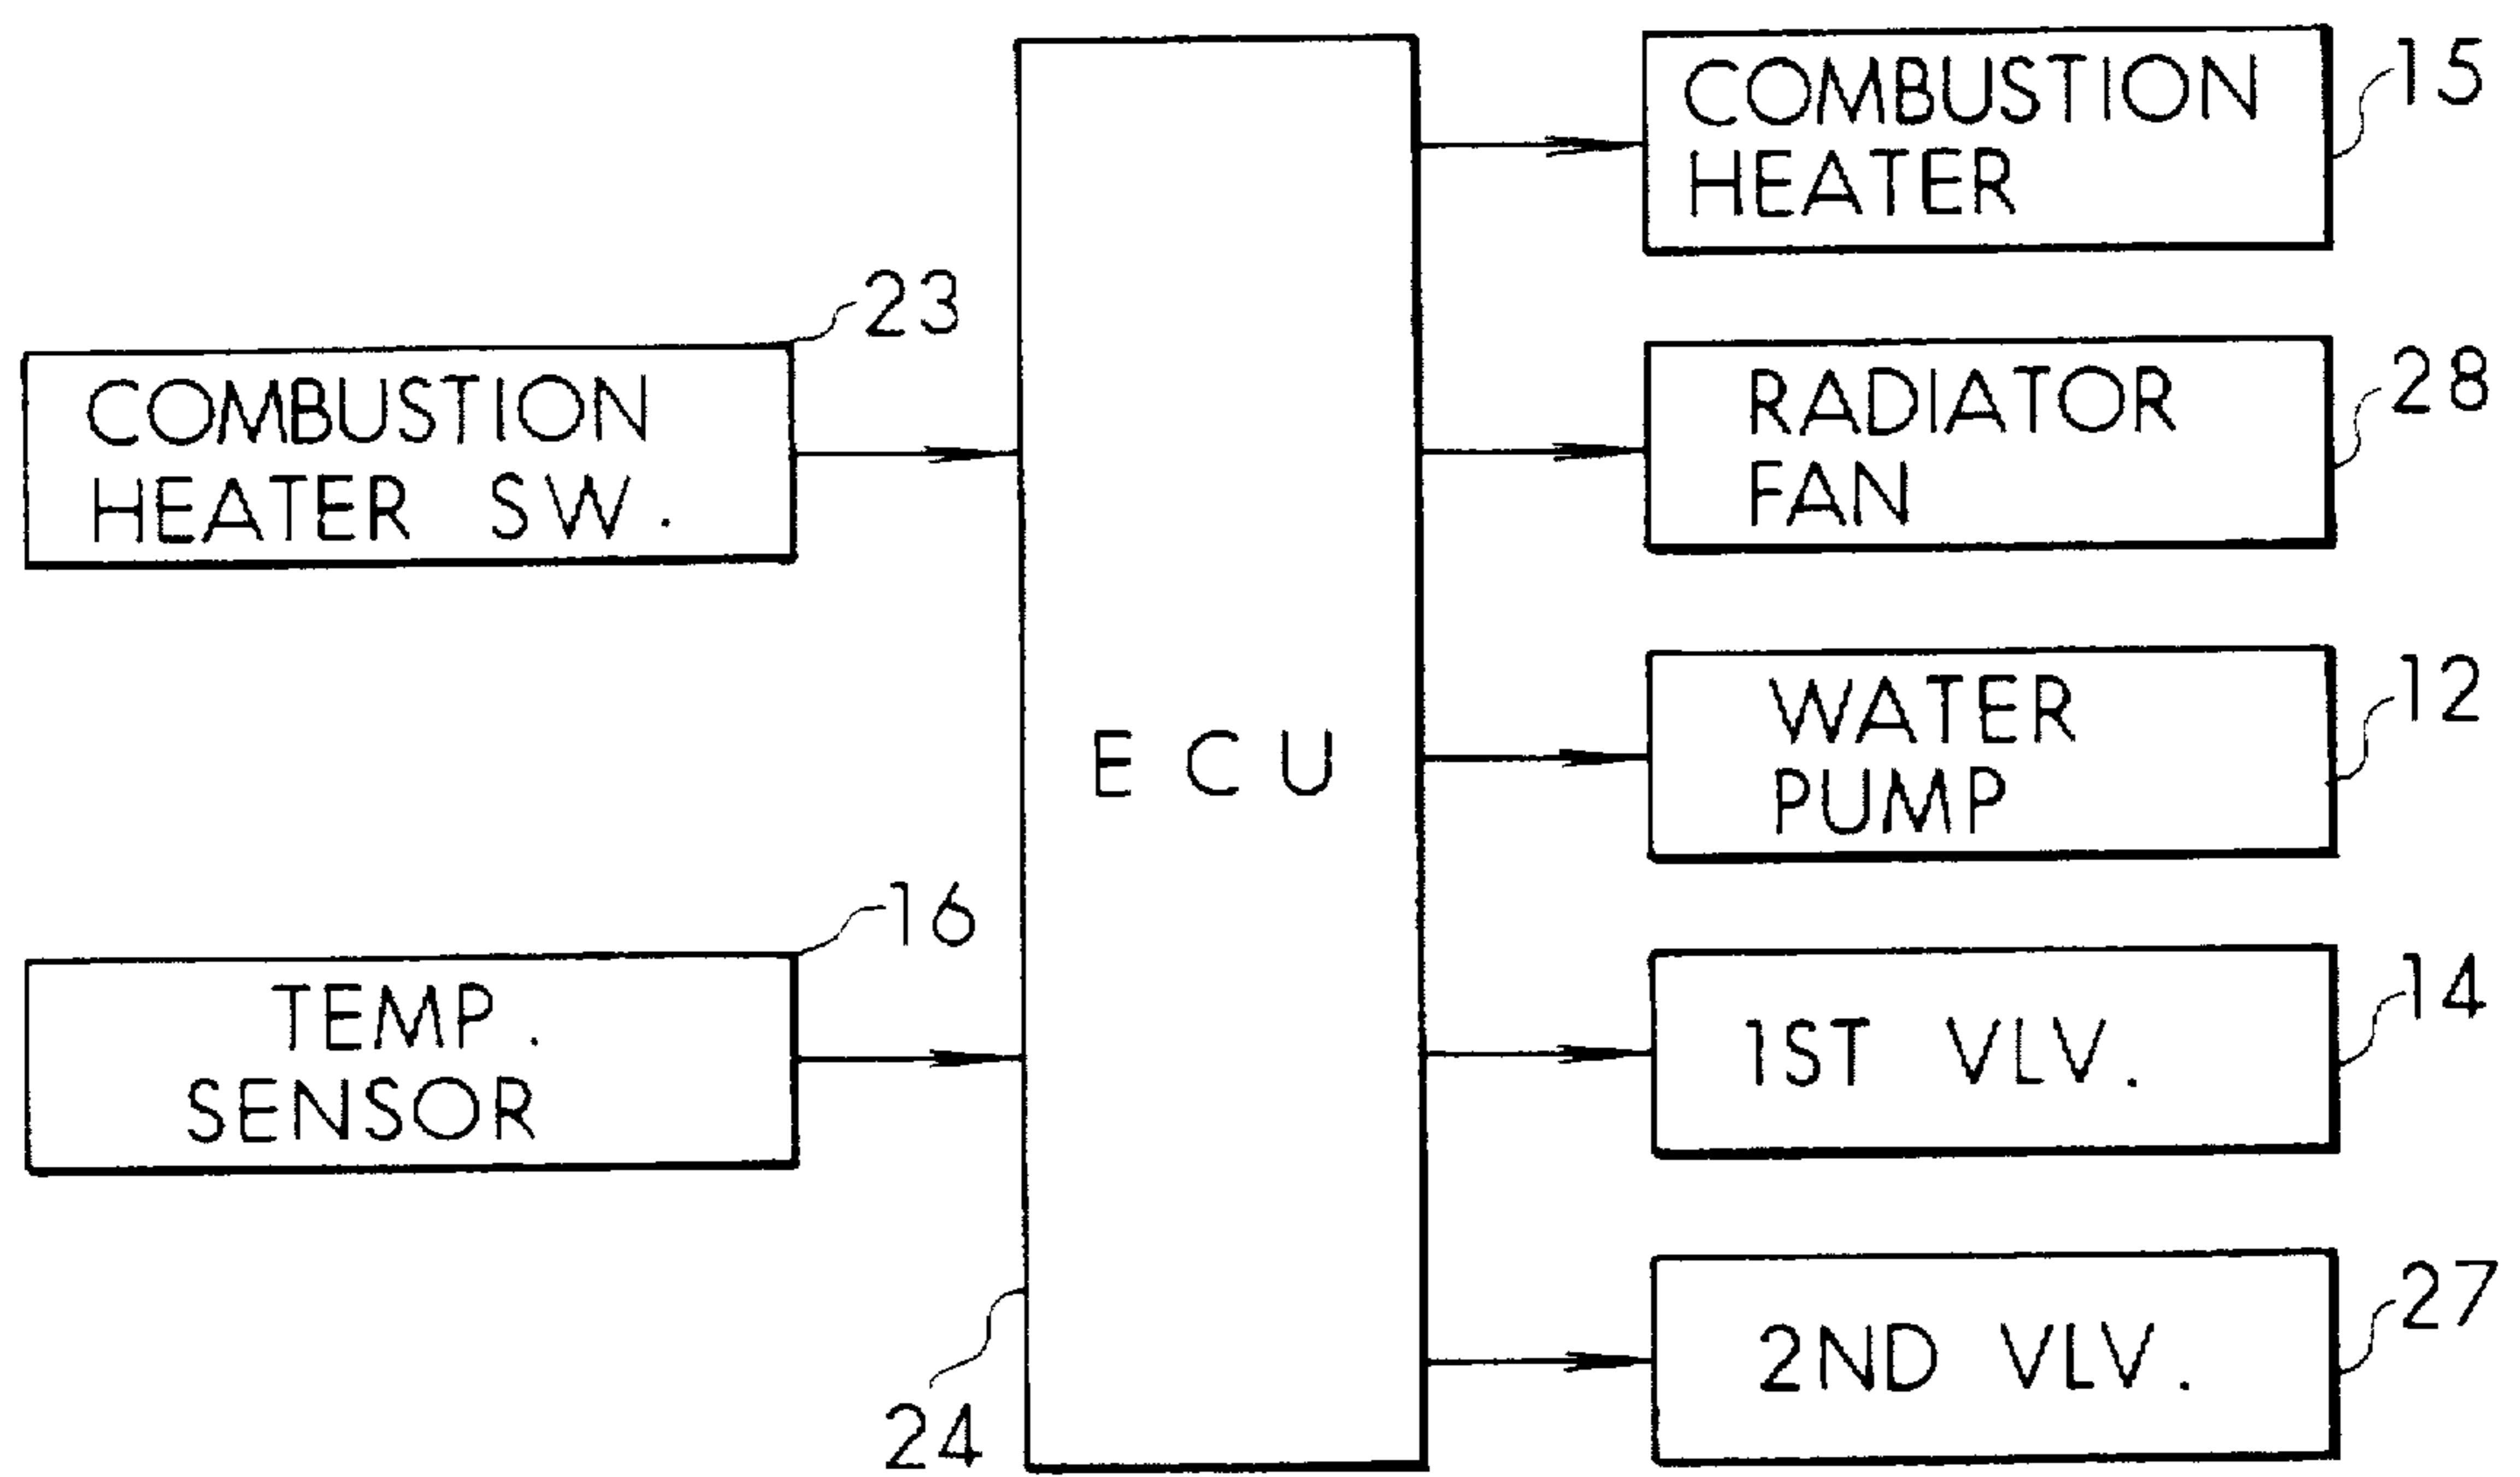 COMBUSTION
HEATER SW.
23
TEMP.
SENSOR
16
E C U
24
COMBUSTION
HEATER
15
RADIATOR
FAN
28
WATER
PUMP
12
1ST VLV.
14
2ND VLV.
27